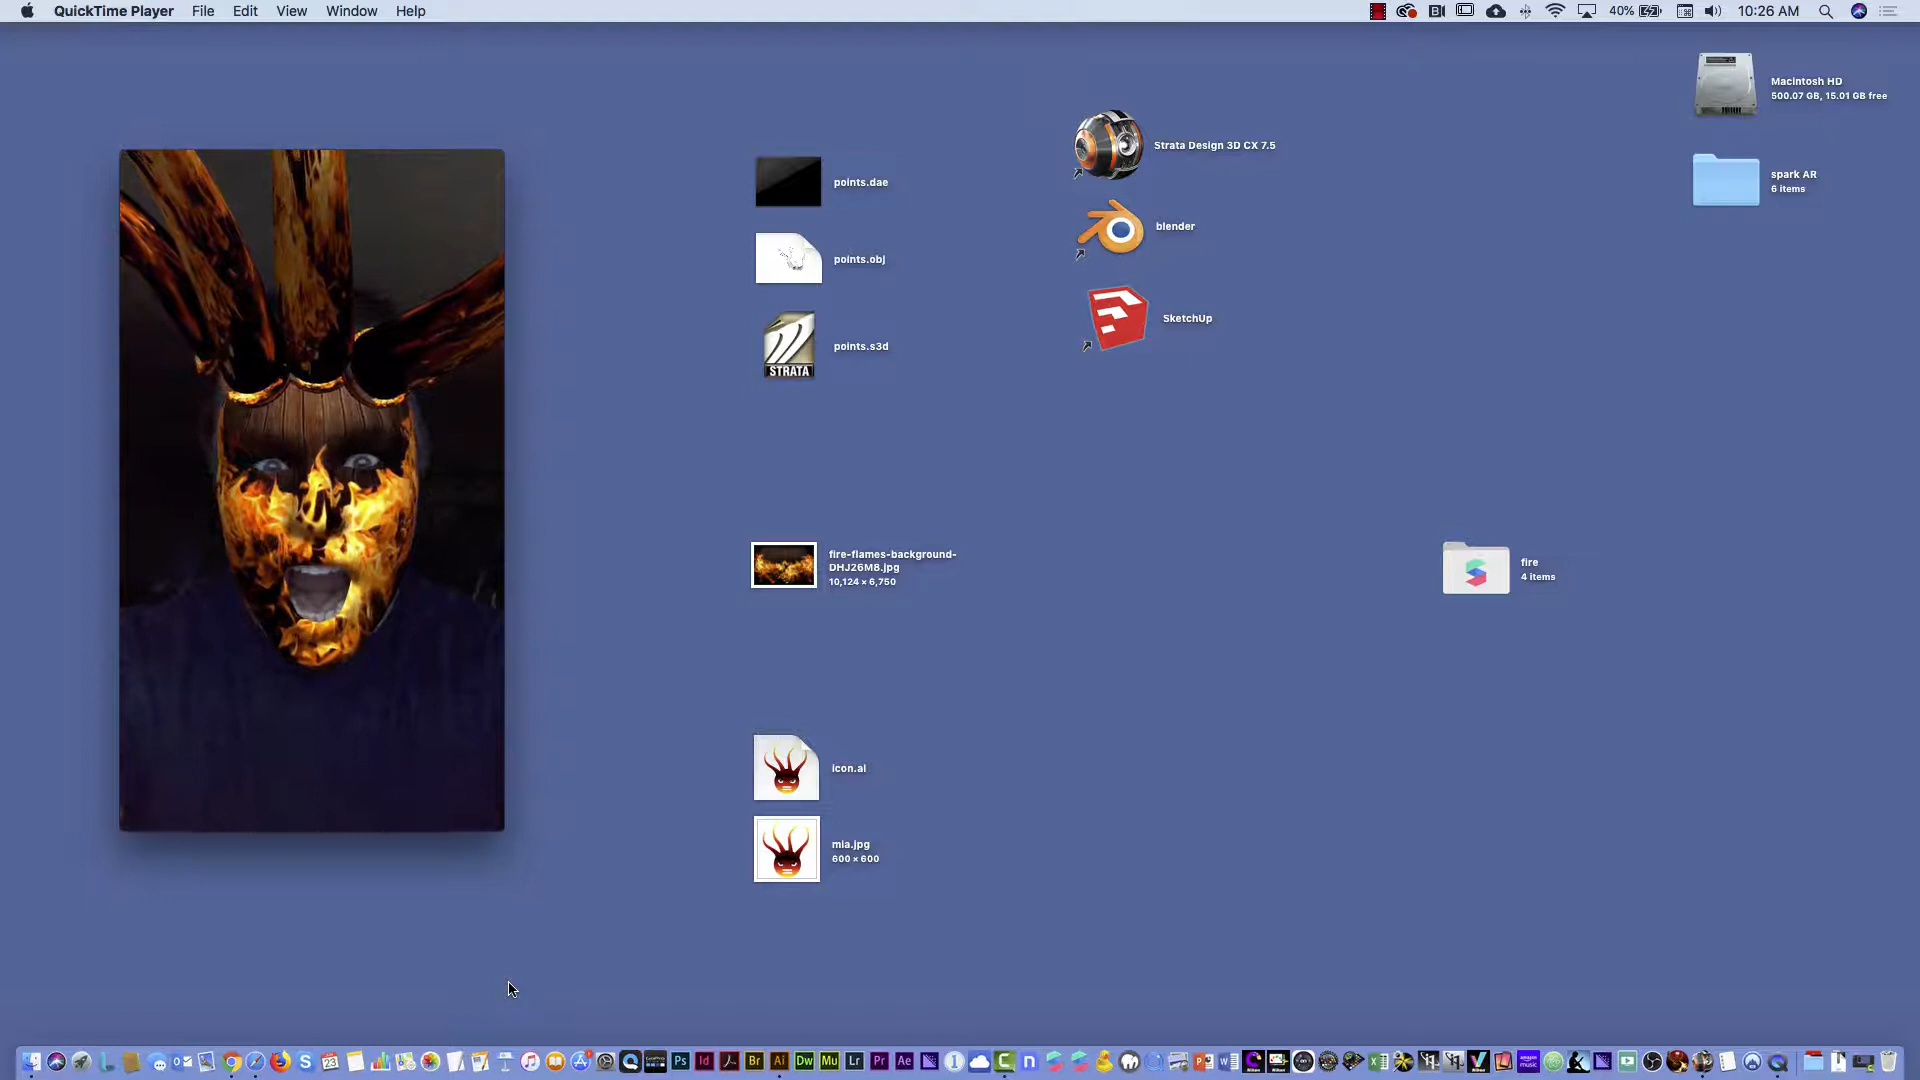 QuickTime Player File Edit View Window Help
40% 10:26 AM
Macintosh HD
500.07 GB, 15.01 GB free
spark AR
6 items
Strata Design 3D CX 7.5
blender
SketchUp
points.dae
points.obj
STRATA
points.s3d
fire-flames-background-
DHJ26M8.jpg
10,124 × 6,750
fire
4 items
icon.ai
mia.jpg
600 × 600
23 Ps Id Br Ai Dw Mu Lr Pr Ae